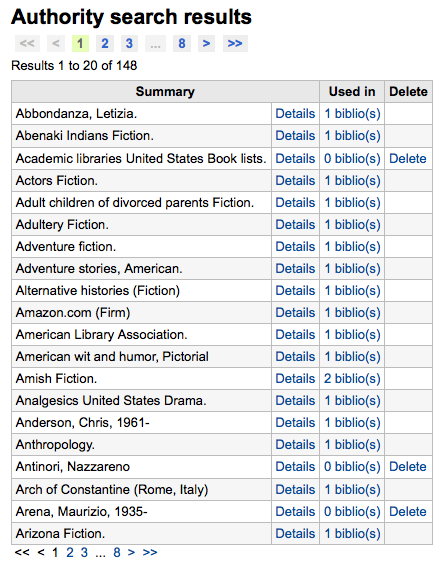 Authority search results
<< < 1 2 3 ... 8 > >>
Results 1 to 20 of 148
Summary Used in Delete
Abbondanza, Letizia. Details 1 biblio(s)
Abenaki Indians Fiction. Details 1 biblio(s)
Academic libraries United States Book lists. Details 0 biblio(s) Delete
Actors Fiction. Details 1 biblio(s)
Adult children of divorced parents Fiction. Details 1 biblio(s)
Adultery Fiction. Details 1 biblio(s)
Adventure fiction. Details 1 biblio(s)
Adventure stories, American. Details 1 biblio(s)
Alternative histories (Fiction) Details 1 biblio(s)
Amazon.com (Firm) Details 1 biblio(s)
American Library Association. Details 1 biblio(s)
American wit and humor, Pictorial Details 1 biblio(s)
Amish Fiction. Details 2 biblio(s)
Analgesics United States Drama. Details 1 biblio(s)
Anderson, Chris, 1961- Details 1 biblio(s)
Anthropology. Details 1 biblio(s)
Antinori, Nazzareno Details 0 biblio(s) Delete
Arch of Constantine (Rome, Italy) Details 1 biblio(s)
Arena, Maurizio, 1935- Details 0 biblio(s) Delete
Arizona Fiction. Details 1 biblio(s)
<< < 1 2 3 ... 8 > >>